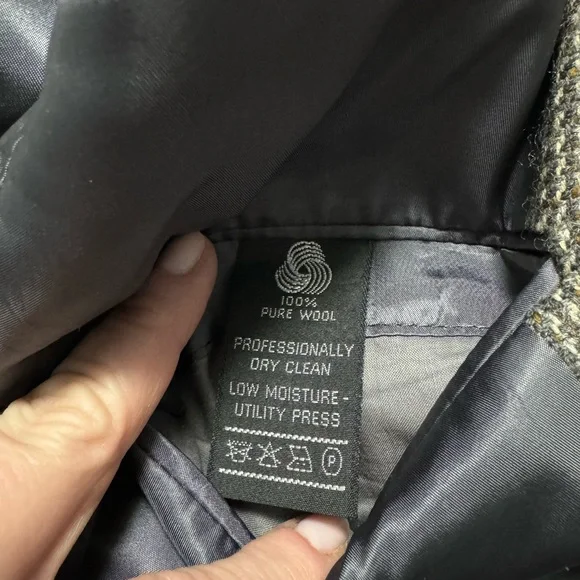 100%
PURE WOOL
PROFESSIONALLY
DRY CLEAN
LOW MOISTURE-
UTILITY PRESS
P